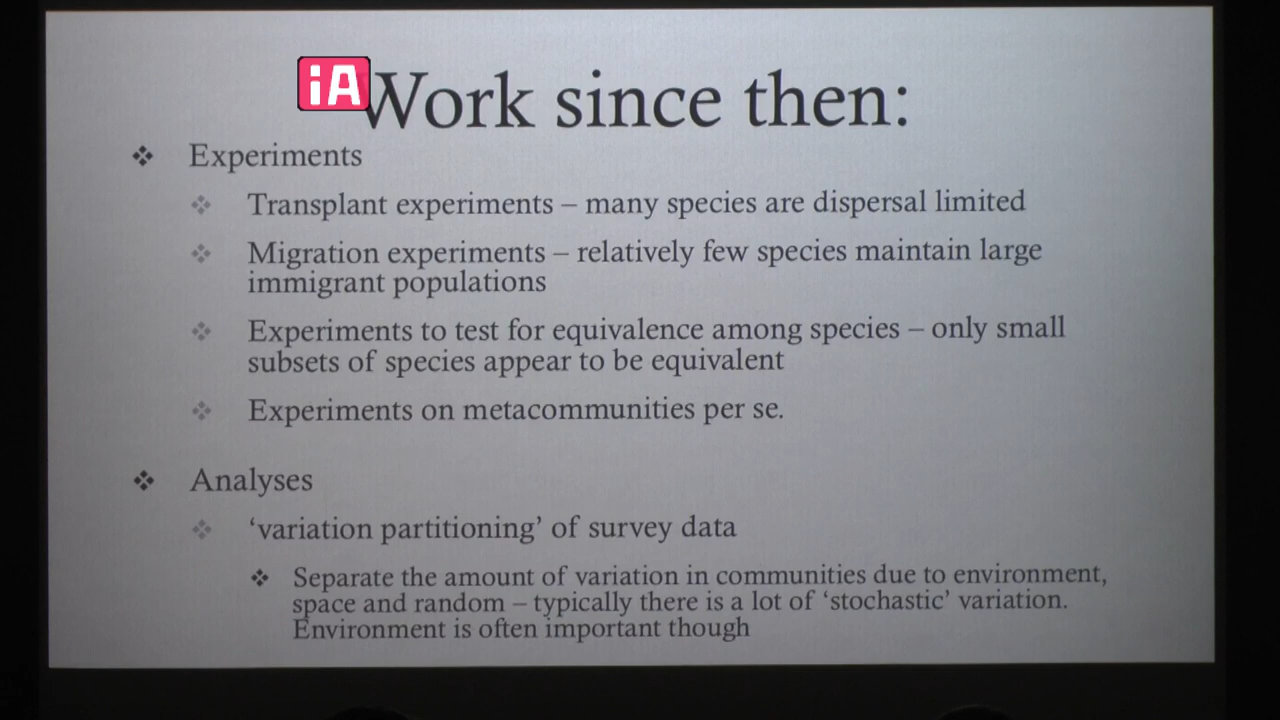 iA
Work since then:
Experiments
Transplant experiments – many species are dispersal limited
Migration experiments – relatively few species maintain large
immigrant populations
Experiments to test for equivalence among species – only small
subsets of species appear to be equivalent
Experiments on metacommunities per se.
Analyses
‘variation partitioning’ of survey data
Separate the amount of variation in communities due to environment,
space and random – typically there is a lot of ‘stochastic’ variation.
Environment is often important though